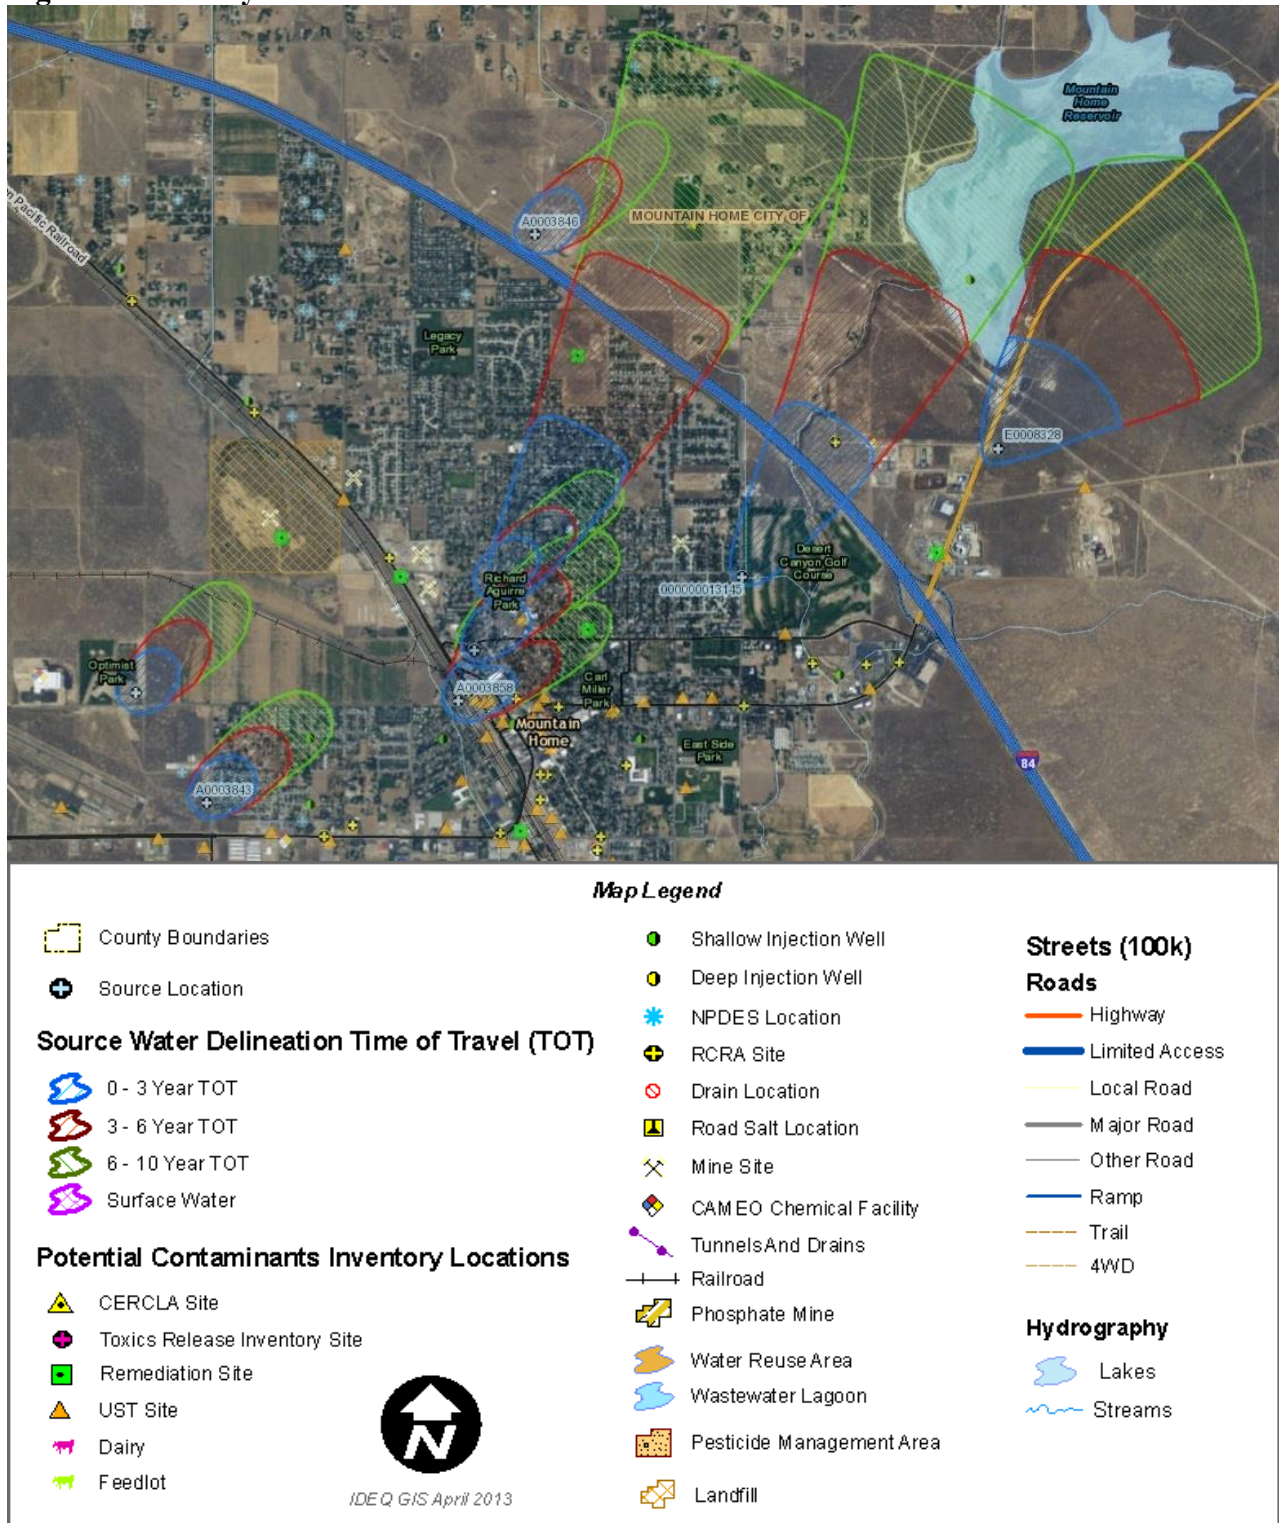 Mountain
Home
Reservoir
n Pacific Railroad
A0003846
MOUNTAIN HOME CITY OF
Legacy
Park
E0008328
Desert
Canyon Golf
Course
Richard
Aguirre
Park
000000013145
Optimist
Park
A0003858
Carl
Miller
Park
Mountain
Home
East Side
Park
84
A0003843
Map Legend
County Boundaries
Source Location
Source Water Delineation Time of Travel (TOT)
0 - 3 Year TOT
3 - 6 Year TOT
6 - 10 Year TOT
Surface Water
Potential Contaminants Inventory Locations
CERCLA Site
Toxics Release Inventory Site
Remediation Site
UST Site
Dairy
Feedlot
N
IDEQ GIS April 2013
Shallow Injection Well
Deep Injection Well
NPDES Location
RCRA Site
Drain Location
Road Salt Location
Mine Site
CAMEO Chemical Facility
Tunnels And Drains
Railroad
Phosphate Mine
Water Reuse Area
Wastewater Lagoon
Pesticide Management Area
Landfill
Streets (100k)
Roads
Highway
Limited Access
Local Road
Major Road
Other Road
Ramp
Trail
4WD
Hydrography
Lakes
Streams